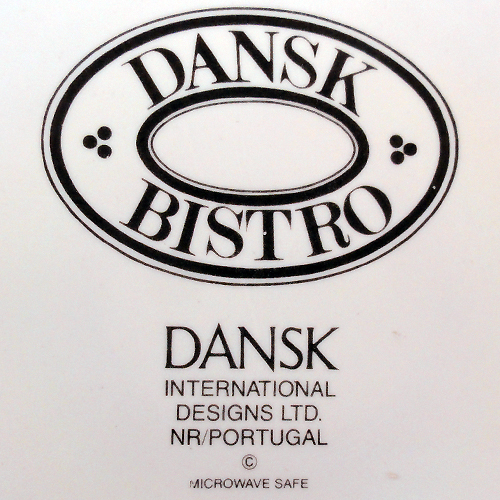 DANSK
BISTRO
DANSK
INTERNATIONAL
DESIGNS LTD.
NR/PORTUGAL
©
MICROWAVE SAFE